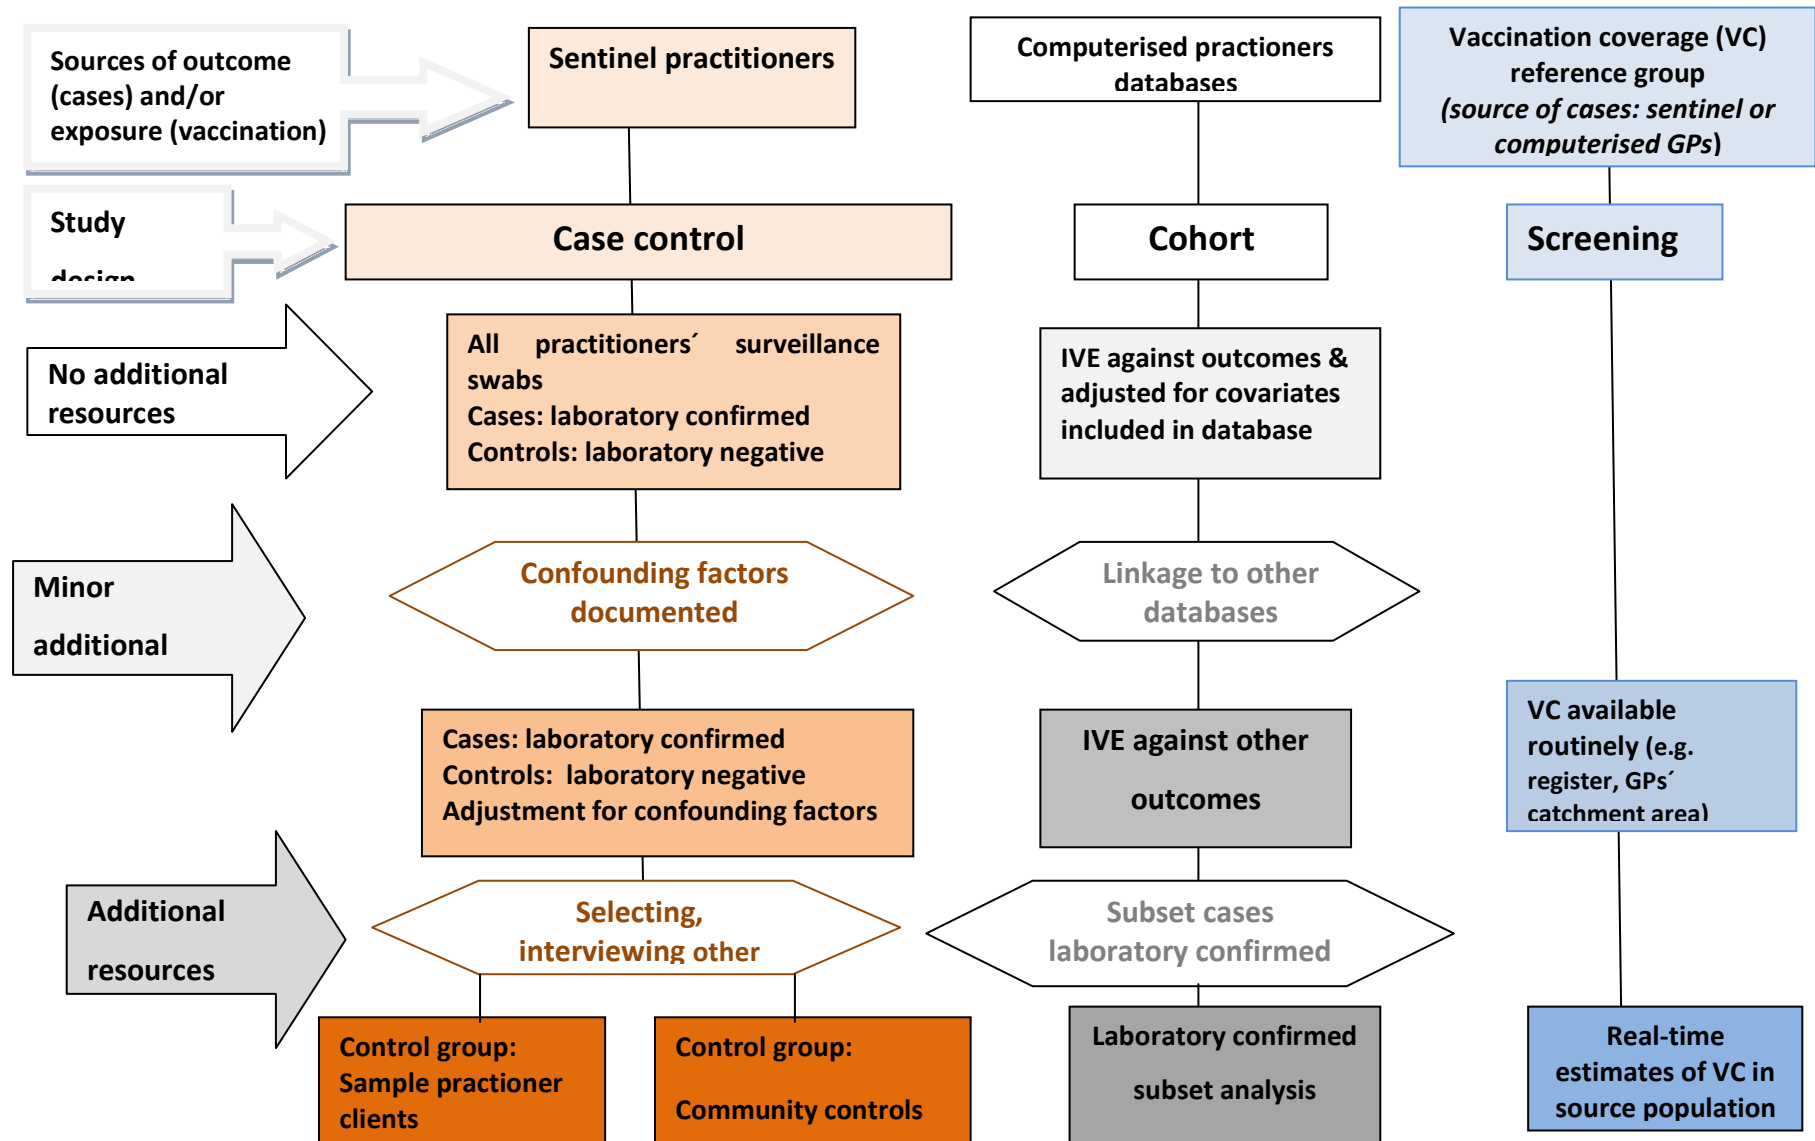 Sources of outcome
(cases) and/or
exposure (vaccination)
Sentinel practitioners
Computerised practioners
databases
Vaccination coverage (VC)
reference group
(source of cases: sentinel or
computerised GPs)
Study
design
Case control
Cohort
Screening
No additional
resources
All practitioners´ surveillance
swabs
Cases: laboratory confirmed
Controls: laboratory negative
IVE against outcomes &
adjusted for covariates
included in database
Minor
additional
Confounding factors
documented
Linkage to other
databases
Cases: laboratory confirmed
Controls: laboratory negative
Adjustment for confounding factors
IVE against other
outcomes
VC available
routinely (e.g.
register, GPs´
catchment area)
Additional
resources
Selecting,
interviewing other
Subset cases
laboratory confirmed
Control group:
Sample practioner
clients
Control group:
Community controls
Laboratory confirmed
subset analysis
Real-time
estimates of VC in
source population